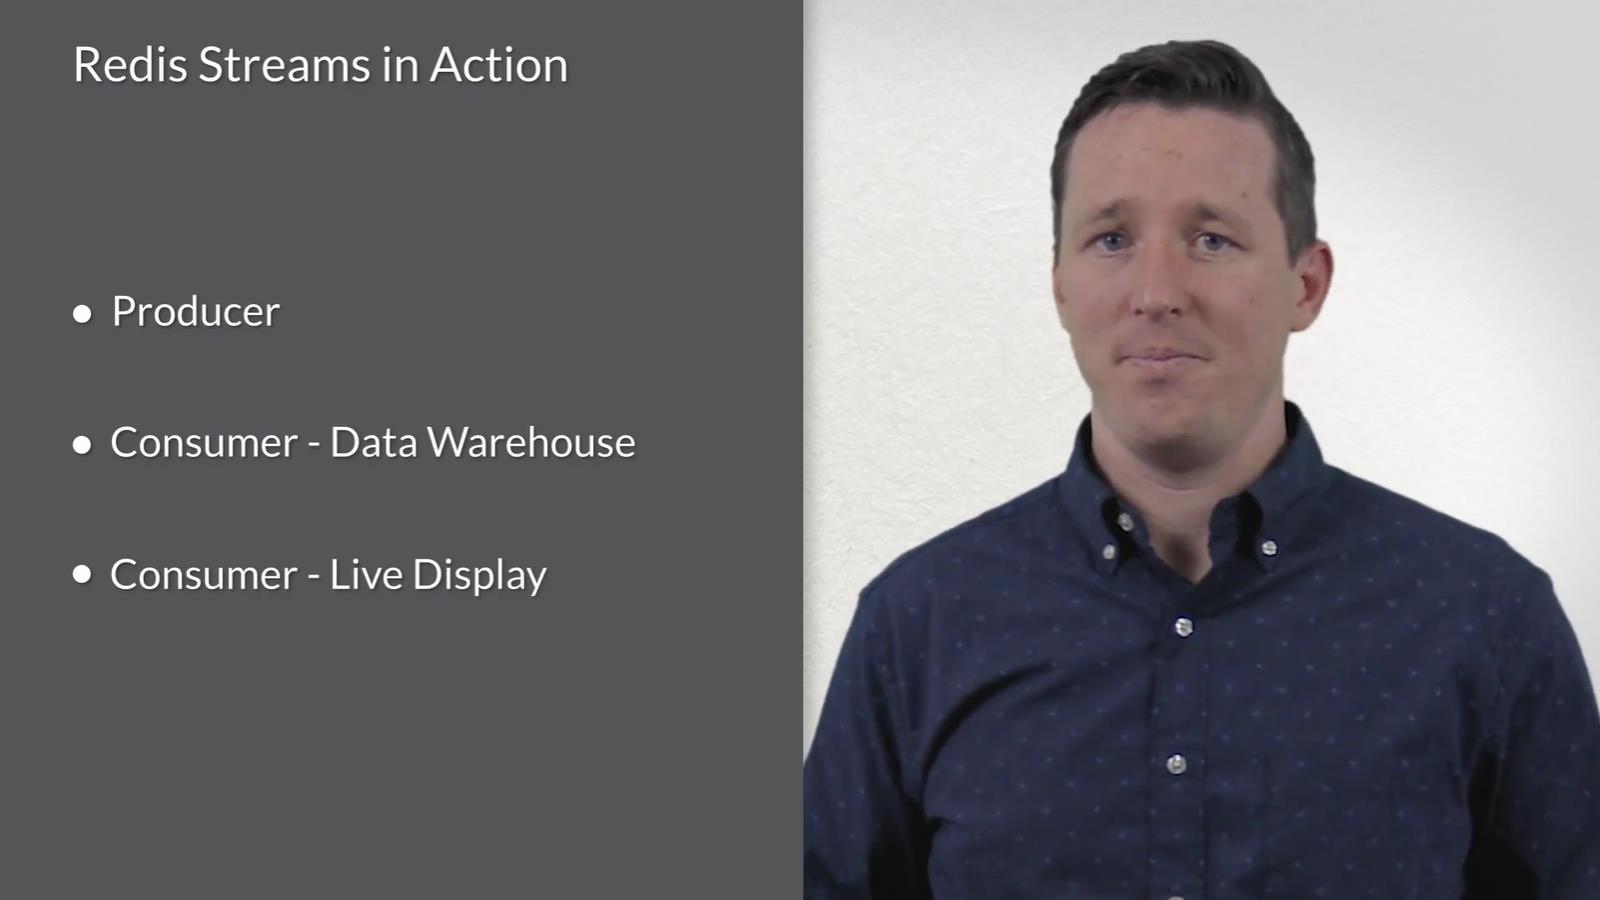 Redis Streams in Action
• Producer
• Consumer - Data Warehouse
• Consumer - Live Display